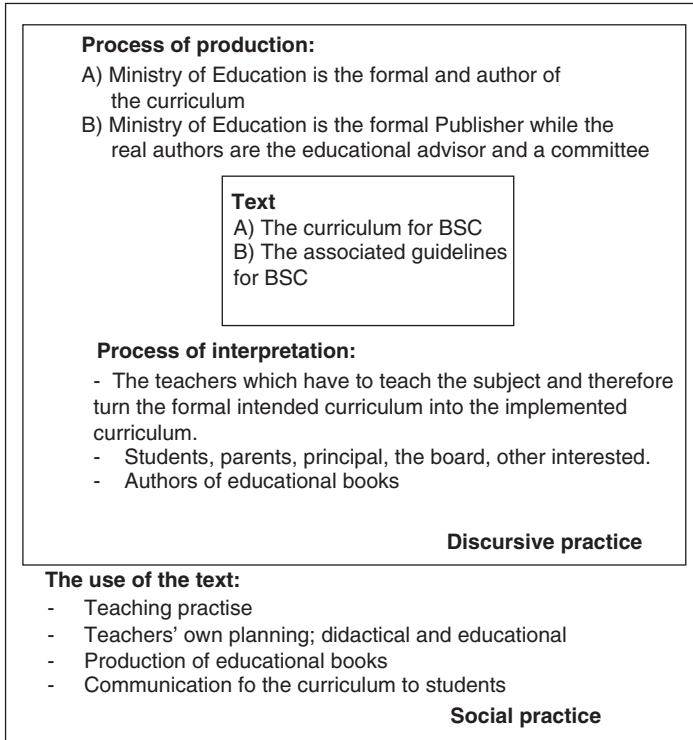 Process of production:
A) Ministry of Education is the formal and author of
the curriculum
B) Ministry of Education is the formal Publisher while the
real authors are the educational advisor and a committee
Text
A) The curriculum for BSC
B) The associated guidelines
for BSC
Process of interpretation:
- The teachers which have to teach the subject and therefore
turn the formal intended curriculum into the implemented
curriculum.
- Students, parents, principal, the board, other interested.
- Authors of educational books
Discursive practice
The use of the text:
- Teaching practise
- Teachers' own planning; didactical and educational
- Production of educational books
- Communication fo the curriculum to students
Social practice